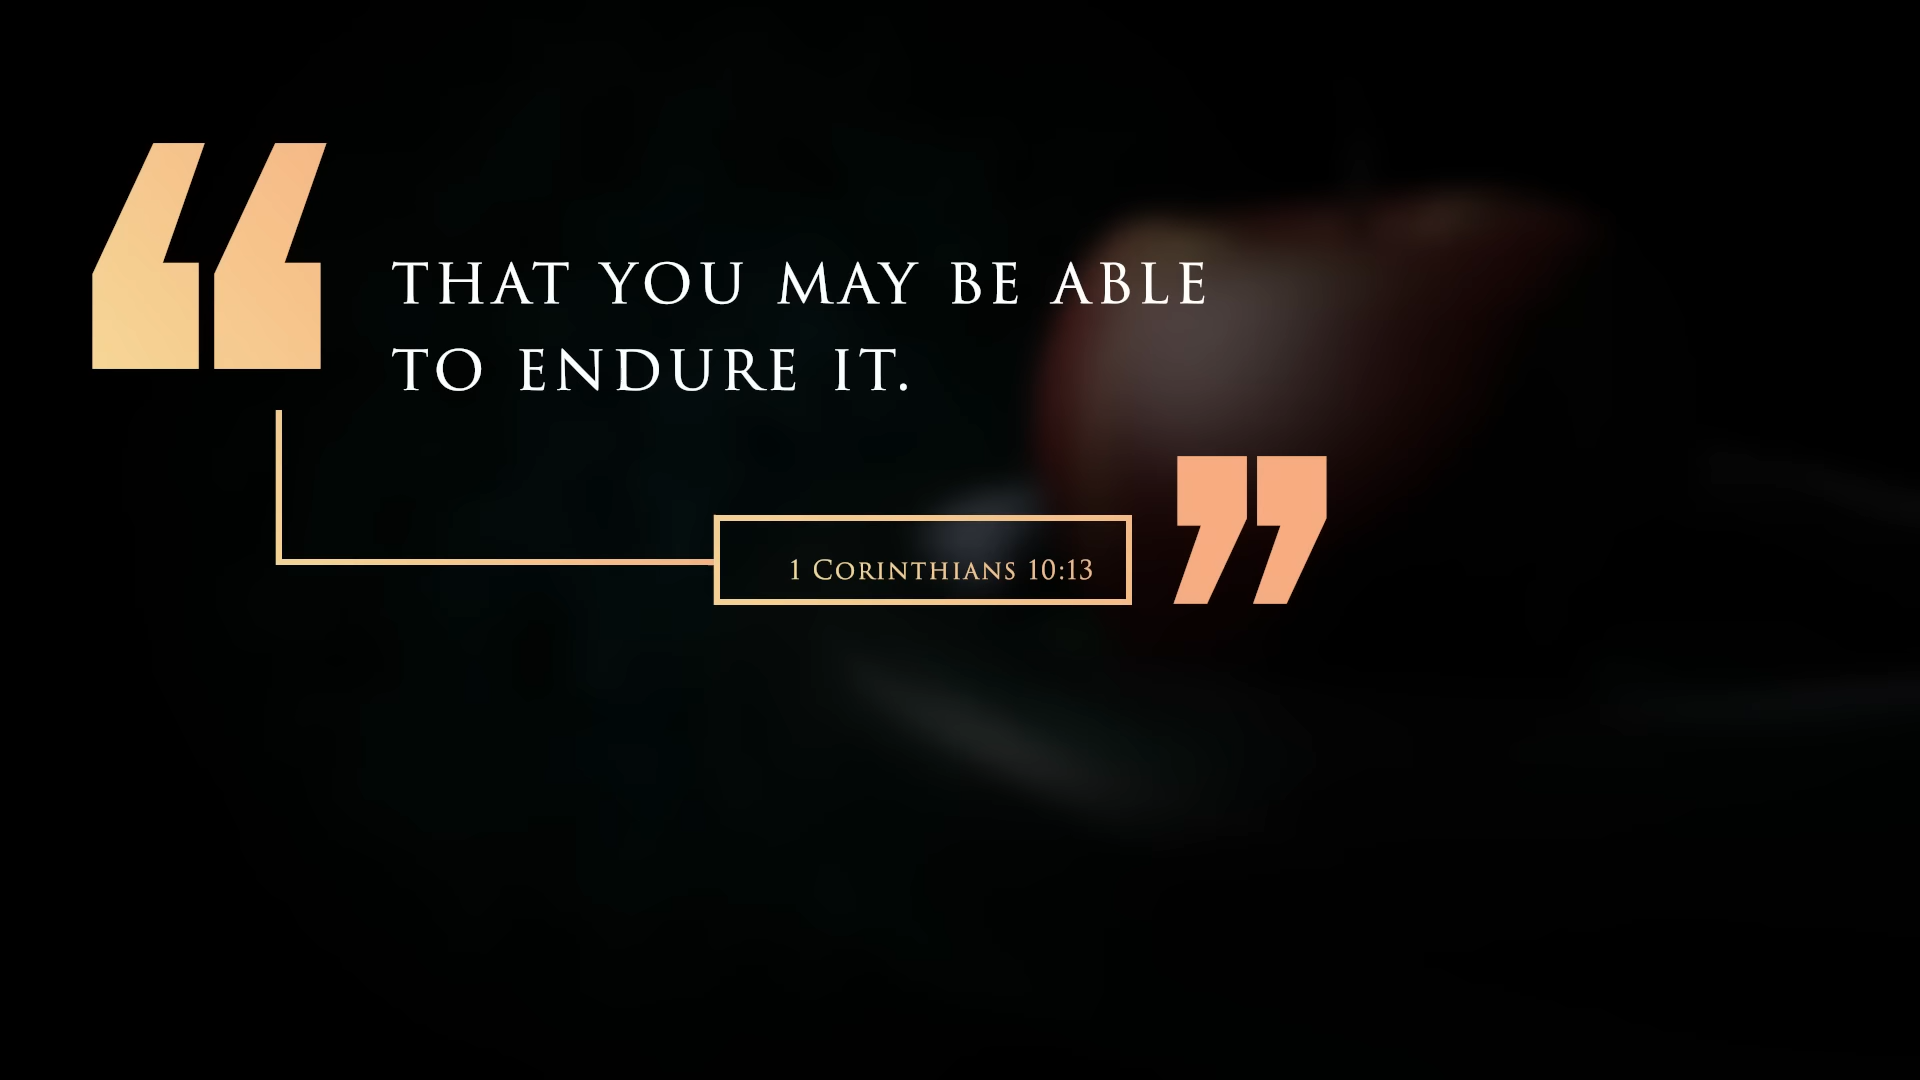 “THAT YOU MAY BE ABLE
TO ENDURE IT.
1 CORINTHIANS 10:13”